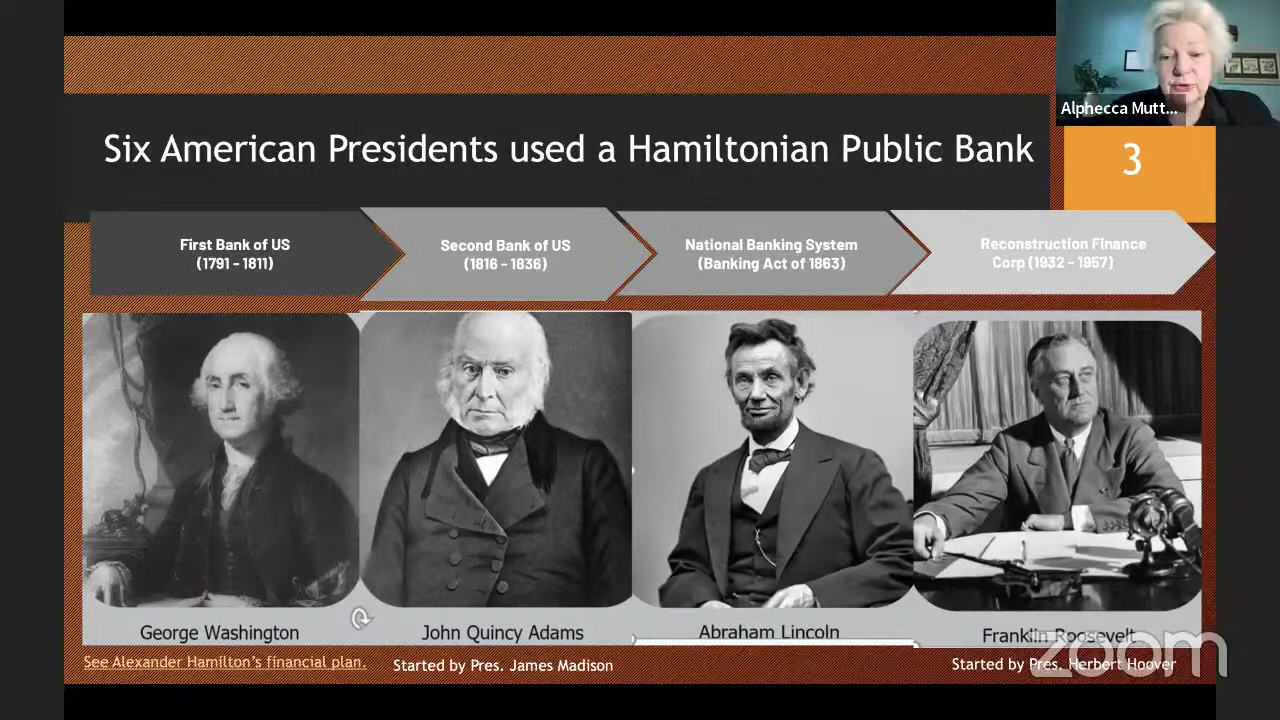 Alphecca Mutt...
Six American Presidents used a Hamiltonian Public Bank
3
First Bank of US
(1791 - 1811)
Second Bank of US
(1816 - 1836)
National Banking System
(Banking Act of 1863)
Reconstruction Finance
Corp (1932 - 1957)
George Washington
John Quincy Adams
Abraham Lincoln
Franklin Roosevelt
See Alexander Hamilton's financial plan.
Started by Pres. James Madison
Started by Pres. Herbert Hoover
zoom